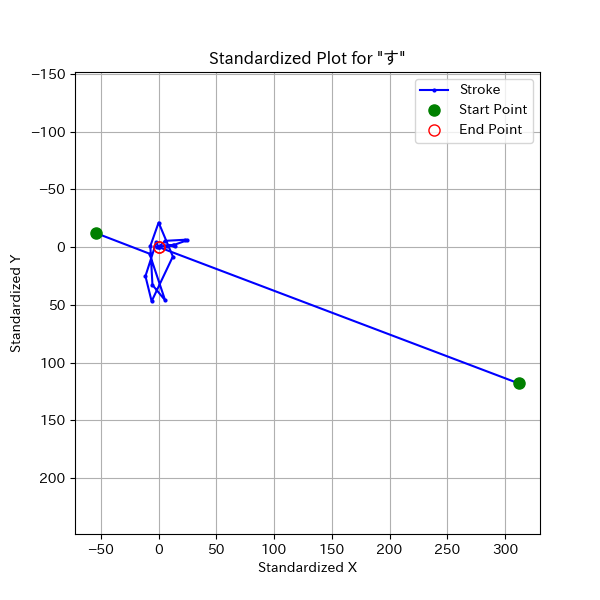 Standardized Plot for "す"
Stroke
Start Point
End Point
−150
−100
−50
0
50
100
150
200
Standardized Y
−50
0
50
100
150
200
250
300
Standardized X